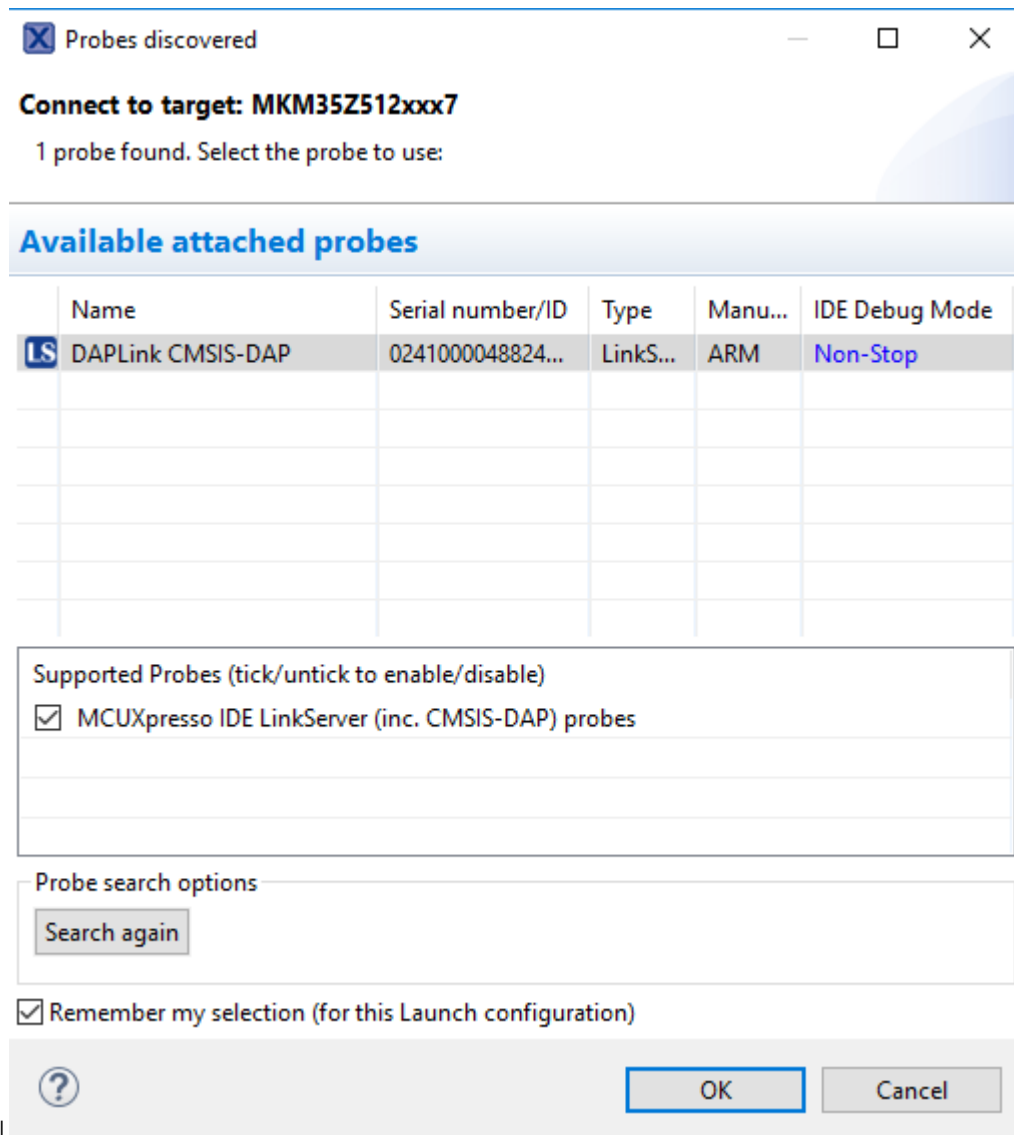 Probes discovered
Connect to target: MKM35Z512xxx7
1 probe found. Select the probe to use:
Available attached probes
Name Serial number/ID Type Manu... IDE Debug Mode
LS DAPLink CMSIS-DAP 0241000048824... LinkS... ARM Non-Stop
Supported Probes (tick/untick to enable/disable)
MCUXpresso IDE LinkServer (inc. CMSIS-DAP) probes
Probe search options
Search again
Remember my selection (for this Launch configuration)
? OK Cancel